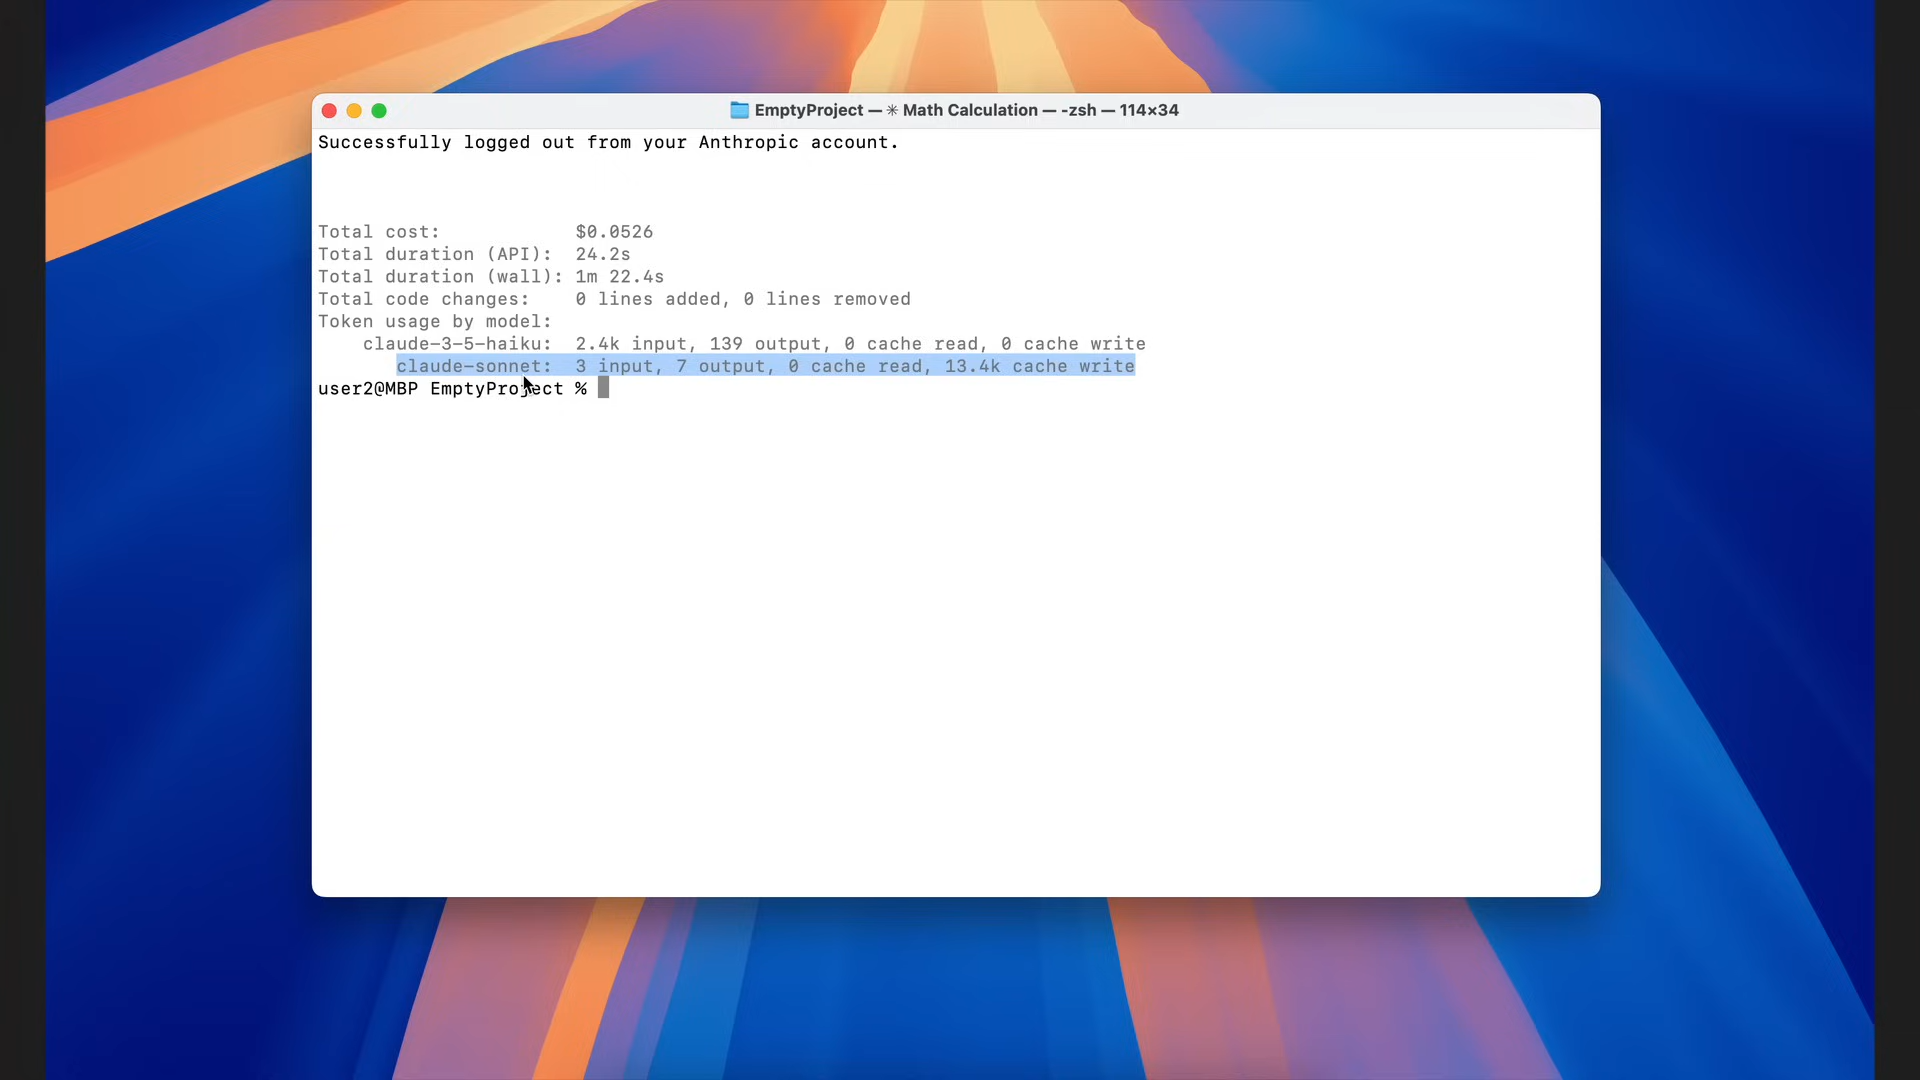 EmptyProject — ✳ Math Calculation — -zsh — 114×34
Successfully logged out from your Anthropic account.
Total cost:            $0.0526
Total duration (API):  24.2s
Total duration (wall): 1m 22.4s
Total code changes:    0 lines added, 0 lines removed
Token usage by model:
    claude-3-5-haiku:  2.4k input, 139 output, 0 cache read, 0 cache write
       claude-sonnet:  3 input, 7 output, 0 cache read, 13.4k cache write
user2@MBP EmptyProject %